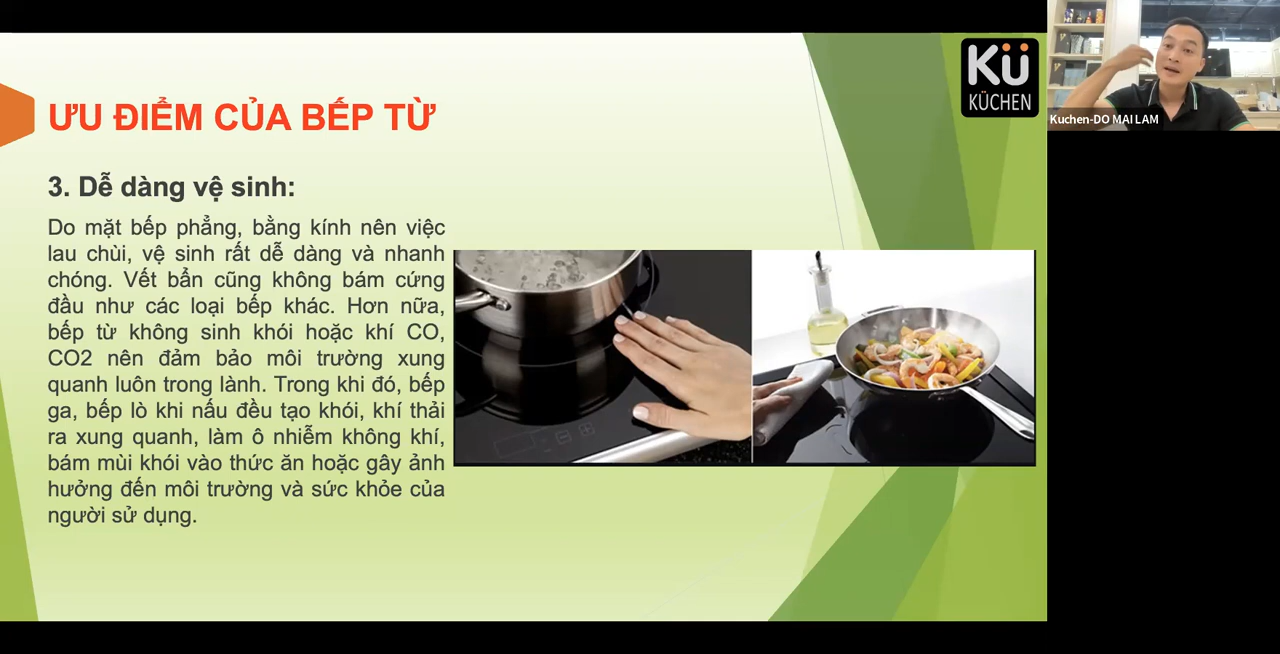 KÜ
KÜCHEN
Kuchen-DO MAI LAM
ƯU ĐIỂM CỦA BẾP TỪ
3. Dễ dàng vệ sinh:
Do mặt bếp phẳng, bằng kính nên việc
lau chùi, vệ sinh rất dễ dàng và nhanh
chóng. Vết bẩn cũng không bám cứng
đầu như các loại bếp khác. Hơn nữa,
bếp từ không sinh khói hoặc khí CO,
CO2 nên đảm bảo môi trường xung
quanh luôn trong lành. Trong khi đó, bếp
ga, bếp lò khi nấu đều tạo khói, khí thải
ra xung quanh, làm ô nhiễm không khí,
bám mùi khói vào thức ăn hoặc gây ảnh
hưởng đến môi trường và sức khỏe của
người sử dụng.